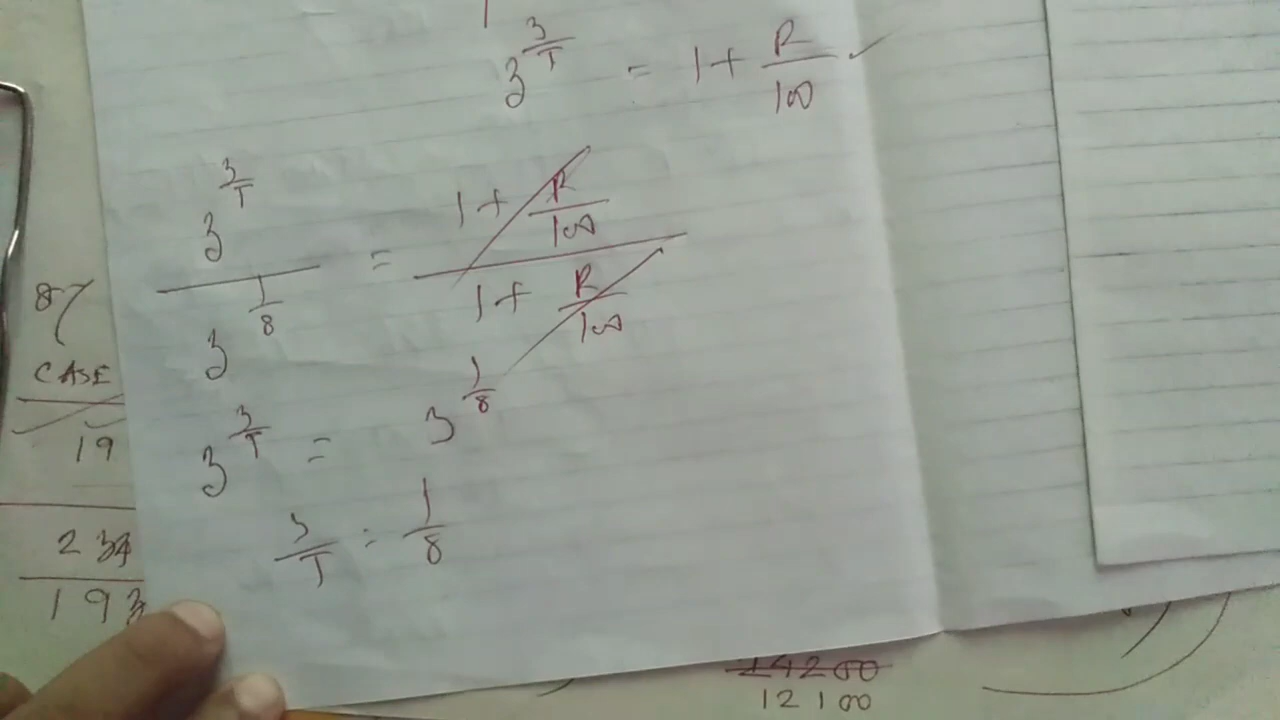 3^(3/T) = 1 + R/100 ✓
3^(3/T) / 3^(1/8) = (1 + R/100) / (1 + R/100)
3^(3/T) = 3^(1/8)
3/T = 1/8
87
CASE
19
234
193
14200
12100